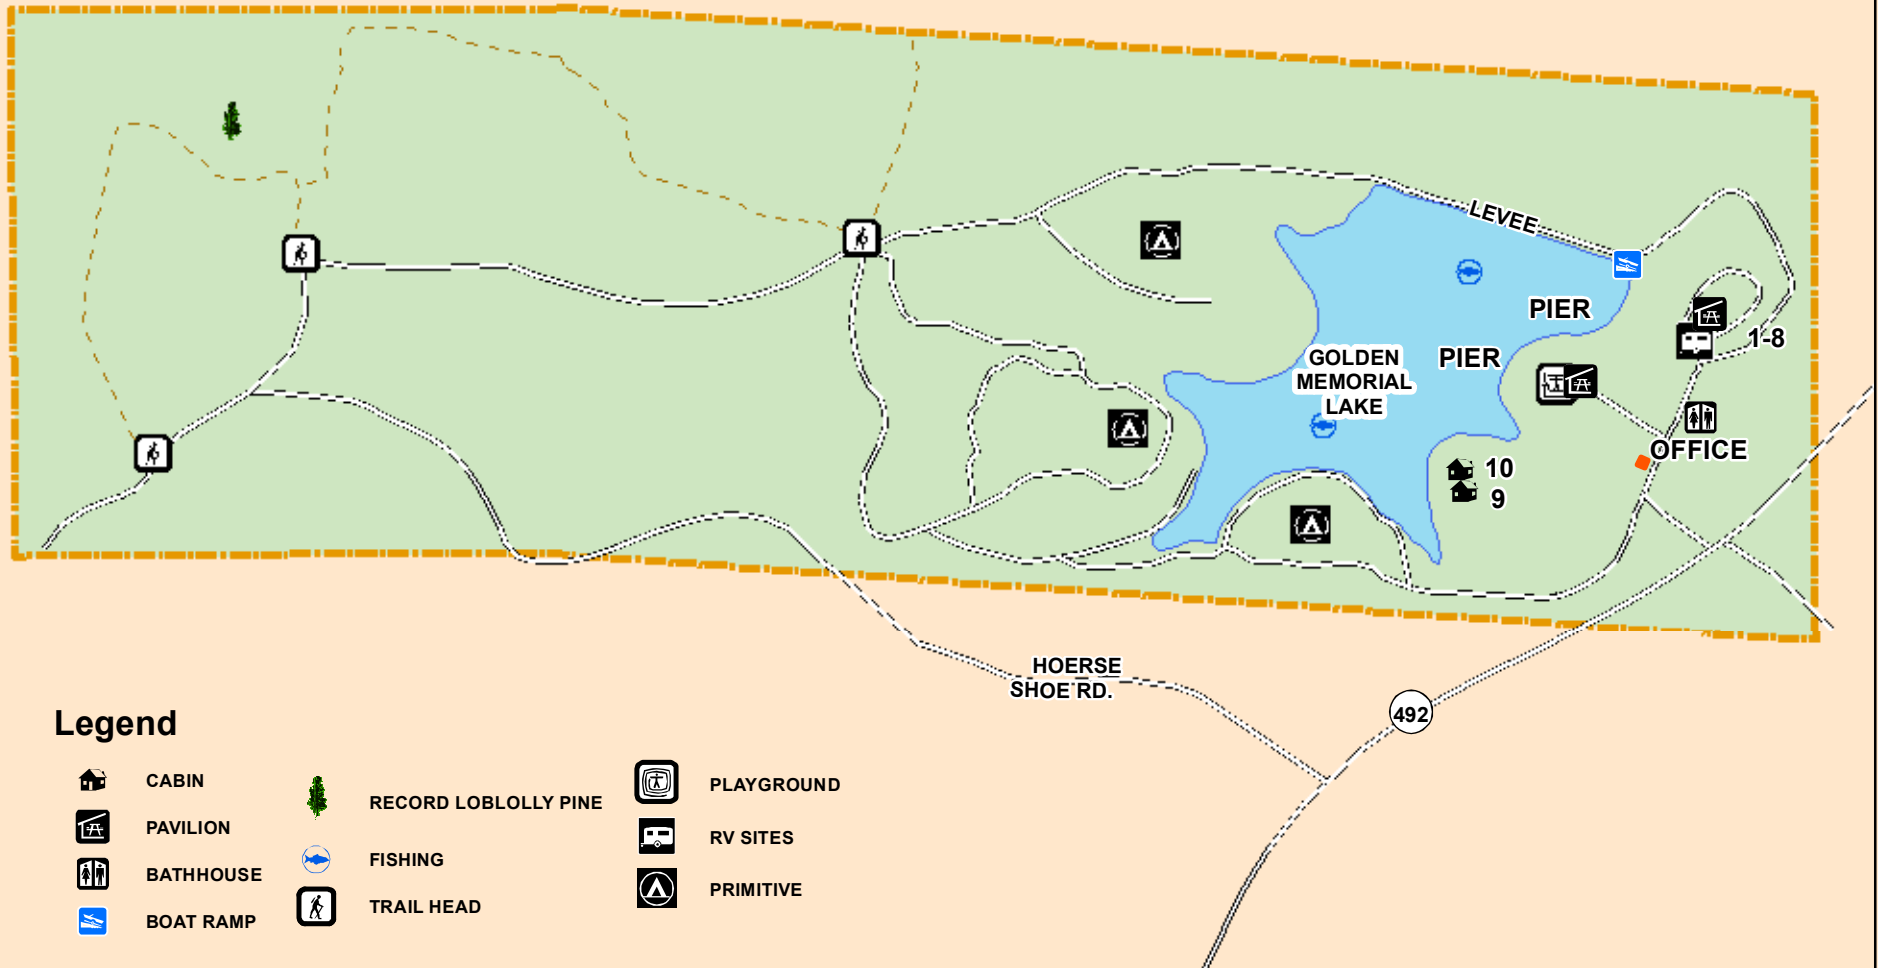 LEVEE
PIER
PIER
1-8
GOLDEN
MEMORIAL
LAKE
OFFICE
10
9
HOERSE
SHOE RD.
492
Legend
CABIN
PAVILION
BATHHOUSE
BOAT RAMP
RECORD LOBLOLLY PINE
FISHING
TRAIL HEAD
PLAYGROUND
RV SITES
PRIMITIVE